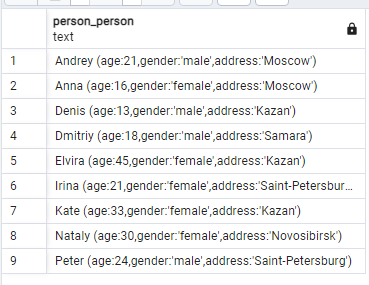 person_person
text
1 Andrey (age:21,gender:'male',address:'Moscow')
2 Anna (age:16,gender:'female',address:'Moscow')
3 Denis (age:13,gender:'male',address:'Kazan')
4 Dmitriy (age:18,gender:'male',address:'Samara')
5 Elvira (age:45,gender:'female',address:'Kazan')
6 Irina (age:21,gender:'female',address:'Saint-Petersbur...
7 Kate (age:33,gender:'female',address:'Kazan')
8 Nataly (age:30,gender:'female',address:'Novosibirsk')
9 Peter (age:24,gender:'male',address:'Saint-Petersburg')